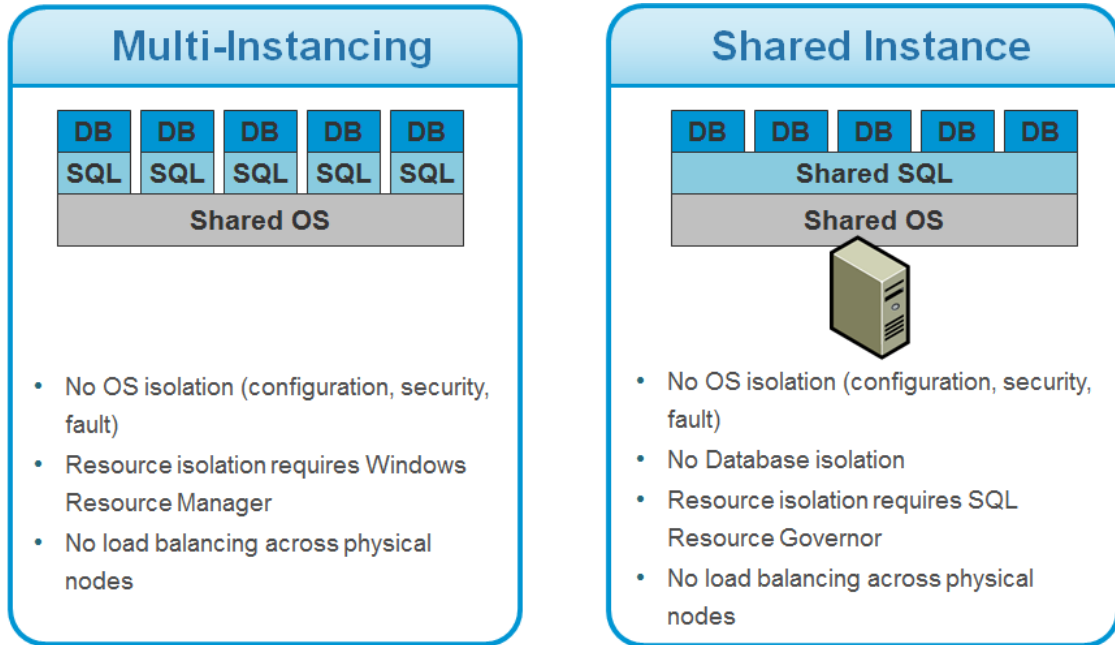 Multi-Instancing
DB DB DB DB DB
SQL SQL SQL SQL SQL
Shared OS
• No OS isolation (configuration, security,
fault)
• Resource isolation requires Windows
Resource Manager
• No load balancing across physical
nodes
Shared Instance
DB DB DB DB DB
Shared SQL
Shared OS
• No OS isolation (configuration, security,
fault)
• No Database isolation
• Resource isolation requires SQL
Resource Governor
• No load balancing across physical
nodes